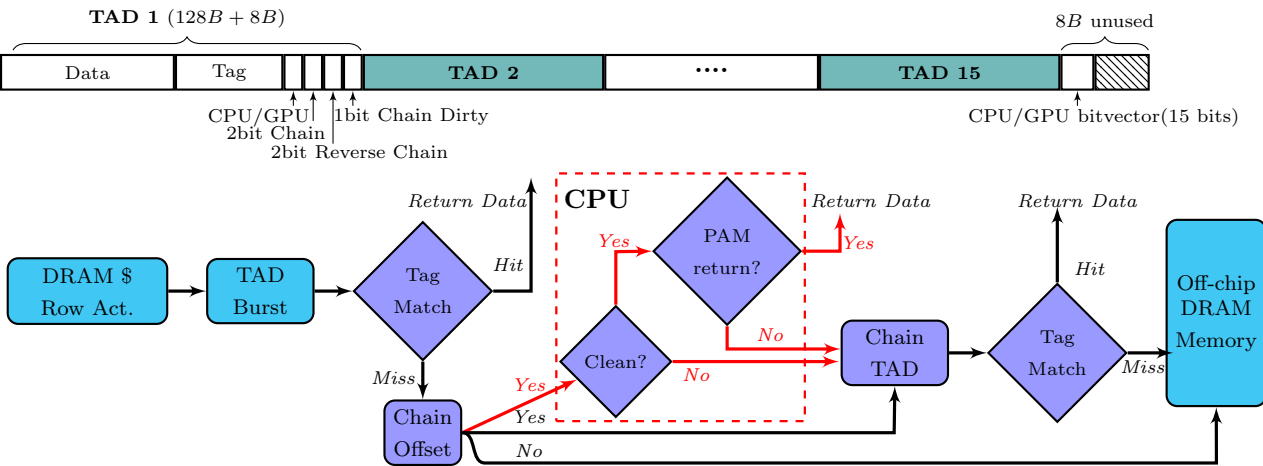 TAD 1 (128B + 8B)
8B unused
Data
Tag
TAD 2
....
TAD 15
CPU/GPU
1bit Chain Dirty
CPU/GPU bitvector(15 bits)
2bit Chain
2bit Reverse Chain
CPU
Return Data
Return Data
Return Data
DRAM $
Row Act.
TAD
Burst
Tag
Match
Hit
Yes
PAM
return?
Yes
Hit
Off-chip
DRAM
Memory
Miss
Clean?
No
No
Chain
TAD
Tag
Match
Miss
Chain
Offset
Yes
Yes
No